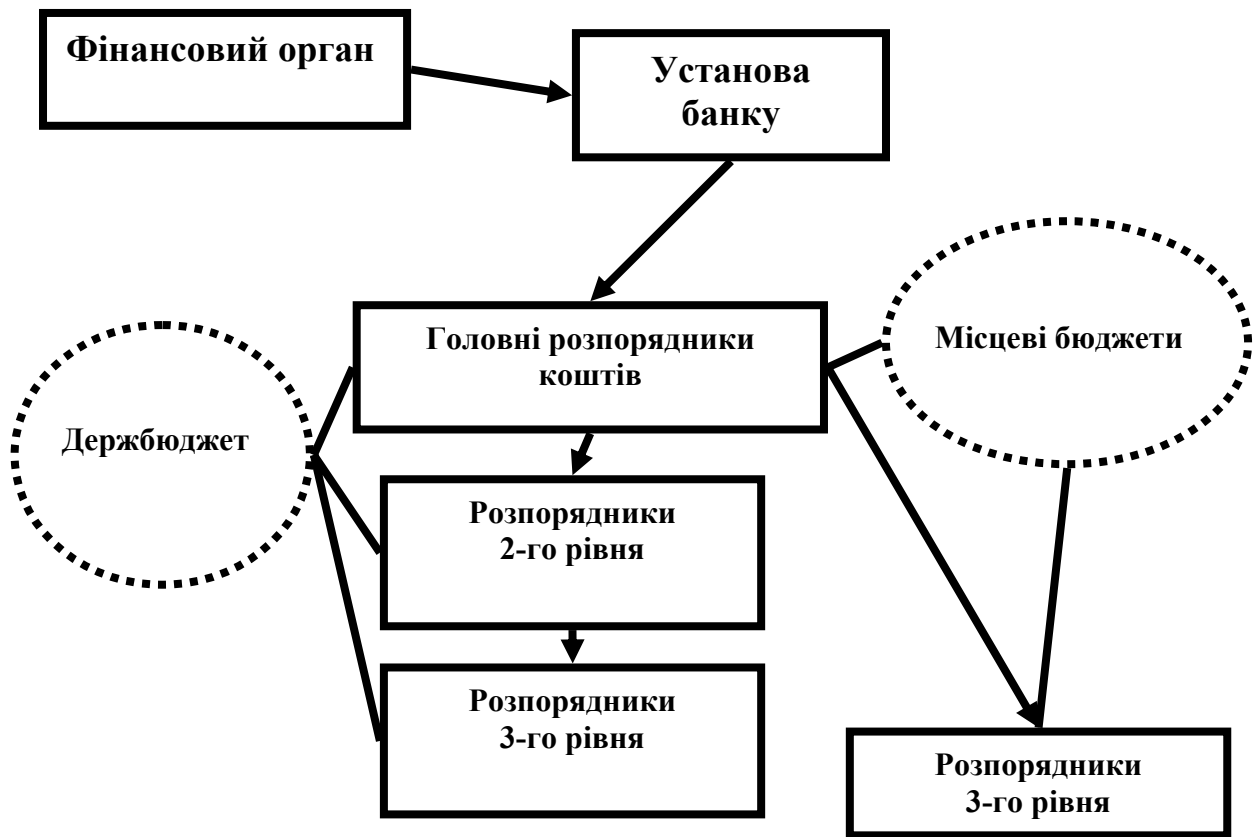 Фінансовий орган
Установа
банку
Головні розпорядники
коштів
Місцеві бюджети
Держбюджет
Розпорядники
2-го рівня
Розпорядники
3-го рівня
Розпорядники
3-го рівня